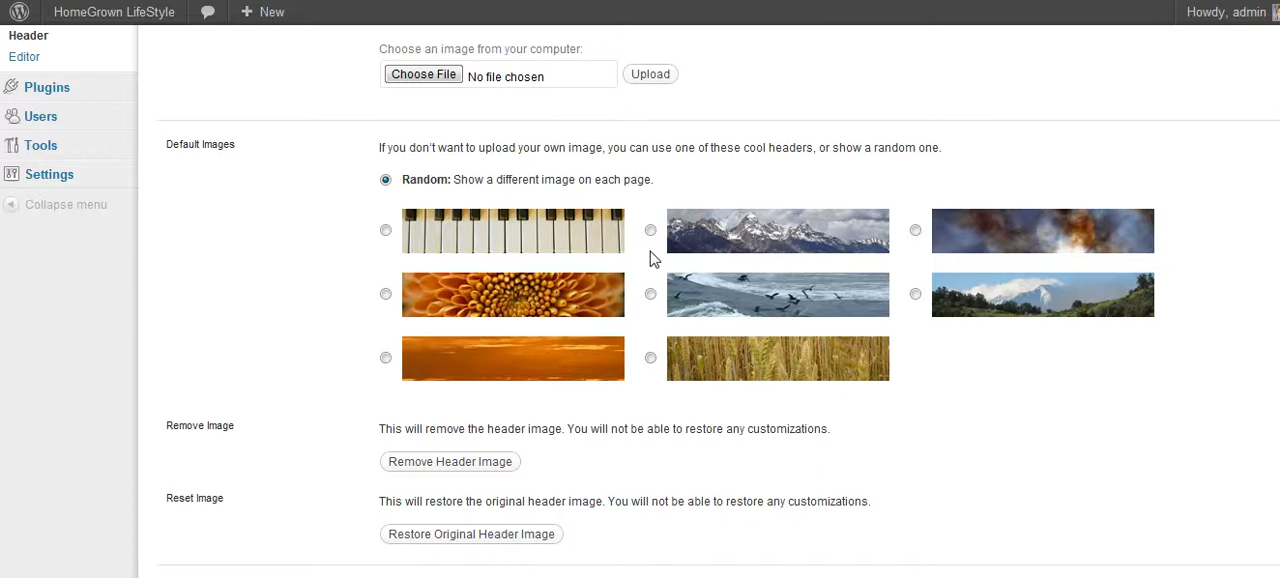 HomeGrown LifeStyle
New
Howdy, admin
Header
Editor
Plugins
Users
Tools
Settings
Collapse menu
Choose an image from your computer:
Choose File No file chosen Upload
Default Images
If you don't want to upload your own image, you can use one of these cool headers, or show a random one.
Random: Show a different image on each page.
Remove Image
This will remove the header image. You will not be able to restore any customizations.
Remove Header Image
Reset Image
This will restore the original header image. You will not be able to restore any customizations.
Restore Original Header Image